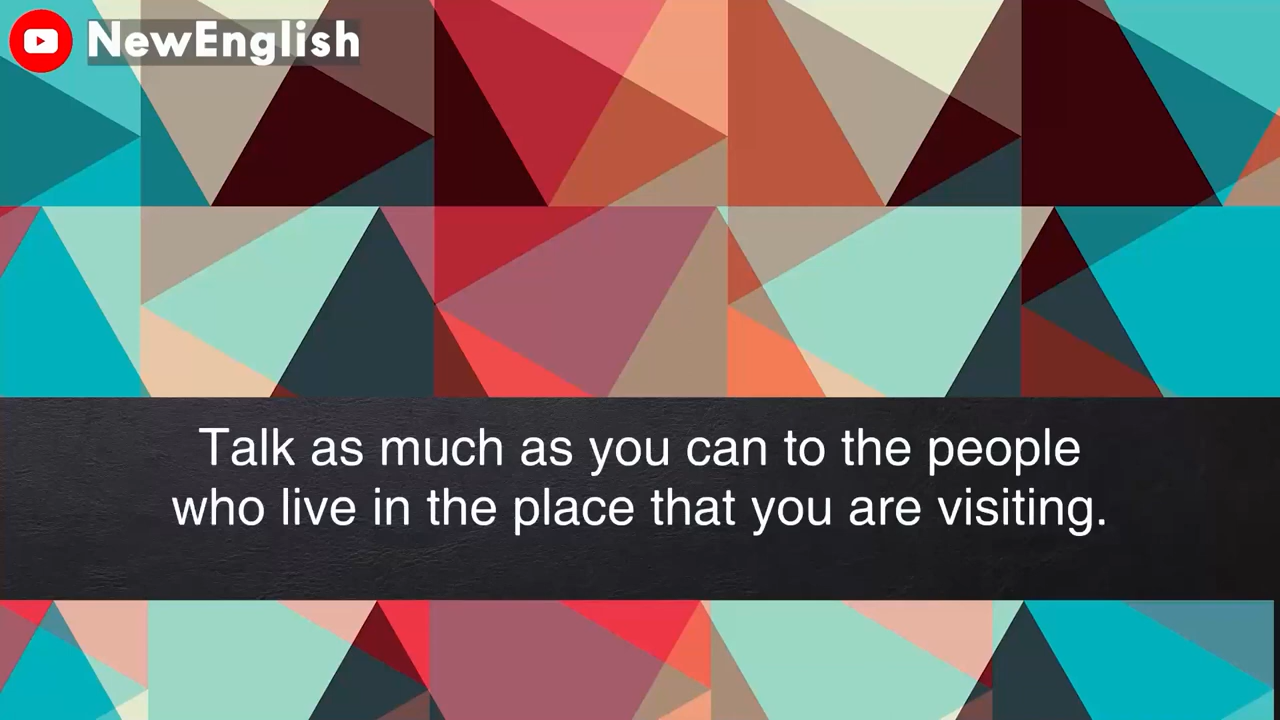 NewEnglish
Talk as much as you can to the people
who live in the place that you are visiting.